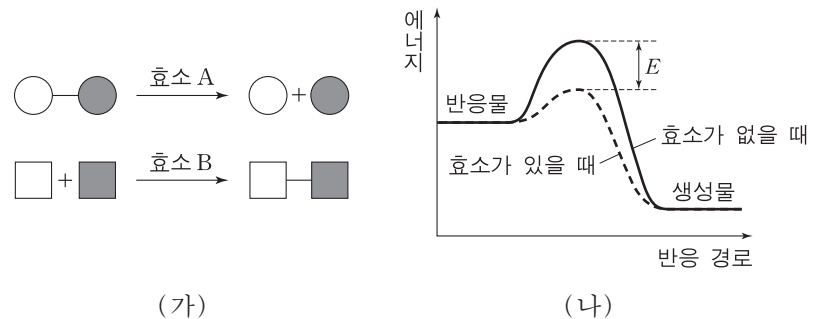 효소 A
+
+
효소 B
(가)
에너지
반응물
E
효소가 없을 때
효소가 있을 때
생성물
반응 경로
(나)